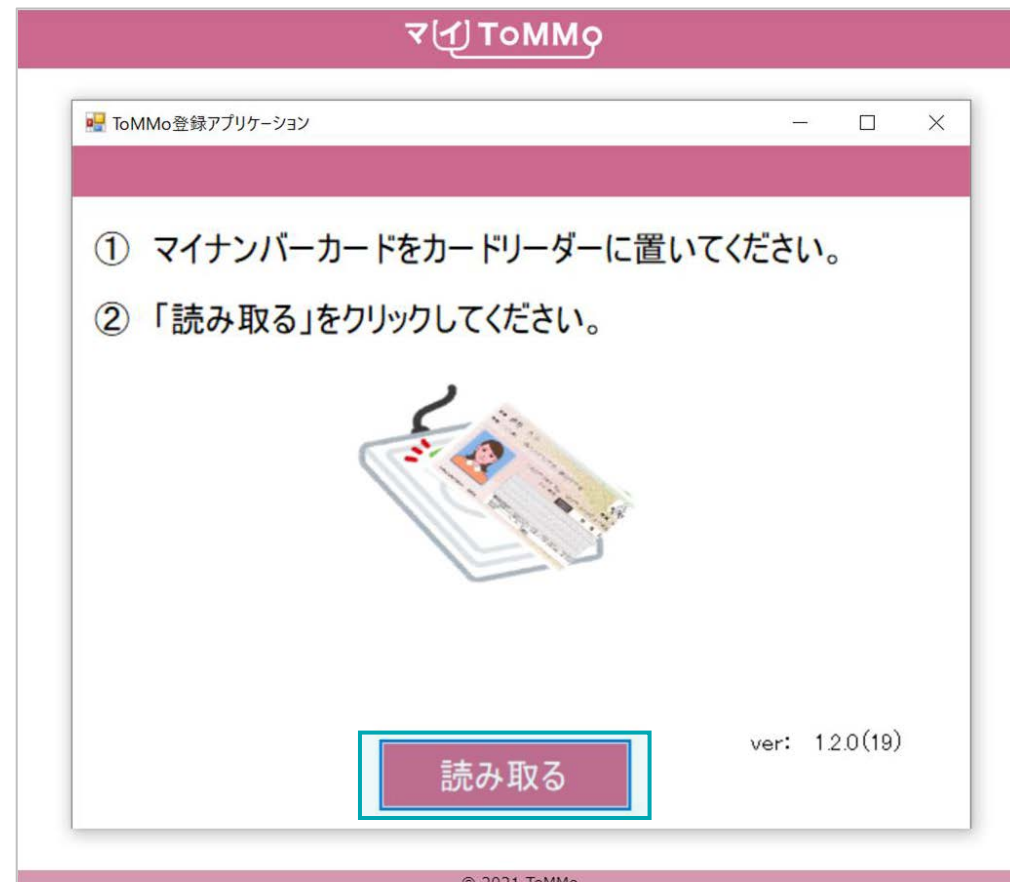 マイToMMo
ToMMo登録アプリケーション
① マイナンバーカードをカードリーダーに置いてください。
② 「読み取る」をクリックしてください。
ver: 1.2.0(19)
読み取る
© 2021 ToMMo